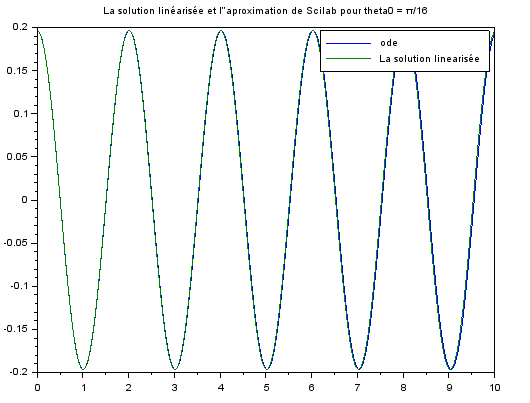 La solution linéarisée et l''aproximation de Scilab pour theta0 = π/16
0.2
0.15
0.1
0.05
0
-0.05
-0.1
-0.15
-0.2
ode
La solution linearisée
0 1 2 3 4 5 6 7 8 9 10